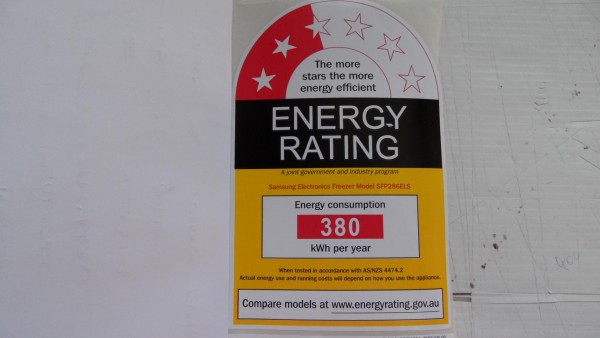 The more
stars the more
energy efficient
ENERGY
RATING
A joint government and industry program
Samsung Electronics Freezer Model SFP286ELS
Energy consumption
380
kWh per year
When tested in accordance with AS/NZS 4474.2
Actual energy use and running costs will depend on how you use the appliance.
Compare models at www.energyrating.gov.au